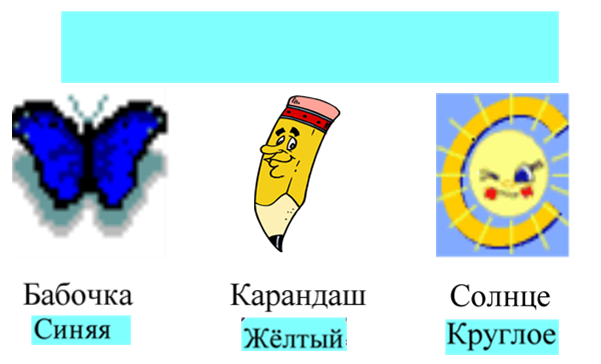 Бабочка Карандаш Солнце
Синяя Жёлтый Круглое